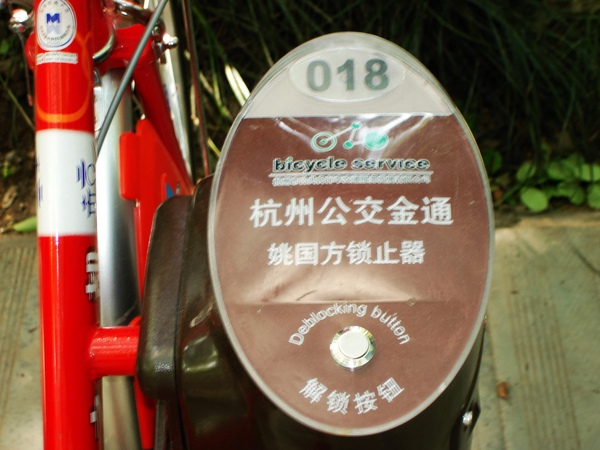 018
bicycle service
杭州公交金通
姚国方锁止器
Deblocking button
解锁按钮